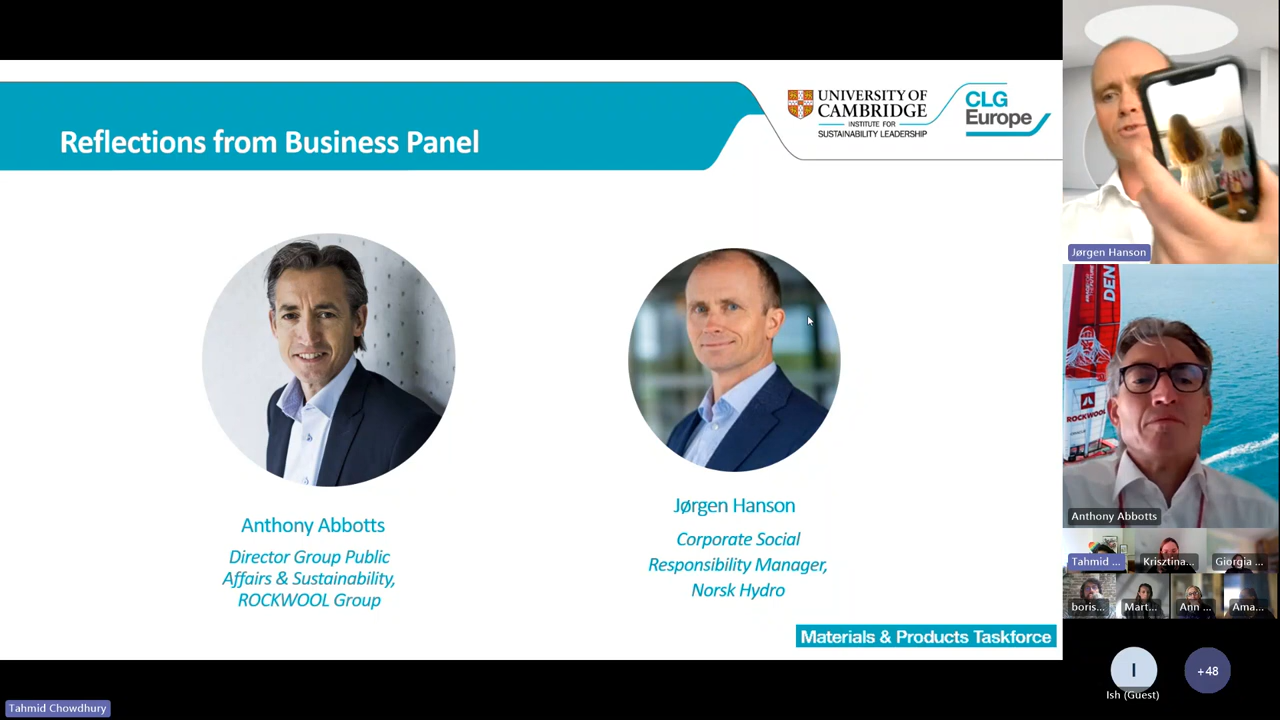 Reflections from Business Panel
UNIVERSITY OF
CAMBRIDGE
INSTITUTE FOR
SUSTAINABILITY LEADERSHIP
CLG
Europe
Anthony Abbotts
Director Group Public
Affairs & Sustainability,
ROCKWOOL Group
Jørgen Hanson
Corporate Social
Responsibility Manager,
Norsk Hydro
Materials & Products Taskforce
Tahmid Chowdhury
Jørgen Hanson
DEN
ROCKWOOL
Anthony Abbotts
Tahmid ...
Krisztina...
Giorgia ...
boris...
Mart...
Ann ...
Ama...
I
Ish (Guest)
+48